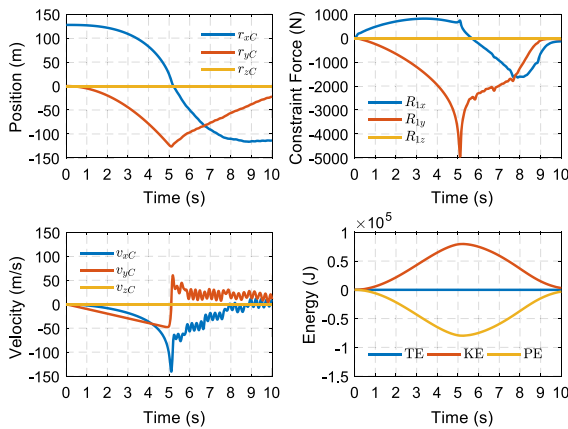 150
100
50
0
-50
-100
-150
Position (m)
r_{xC}
r_{yC}
r_{zC}
0 1 2 3 4 5 6 7 8 9 10
Time (s)
1000
0
-1000
-2000
-3000
-4000
-5000
Constraint Force (N)
R_{1x}
R_{1y}
R_{1z}
0 1 2 3 4 5 6 7 8 9 10
Time (s)
150
100
50
0
-50
-100
-150
Velocity (m/s)
v_{xC}
v_{yC}
v_{zC}
0 1 2 3 4 5 6 7 8 9 10
Time (s)
× 10^5
1
0.5
0
-0.5
-1
-1.5
Energy (J)
TE KE PE
0 1 2 3 4 5 6 7 8 9 10
Time (s)